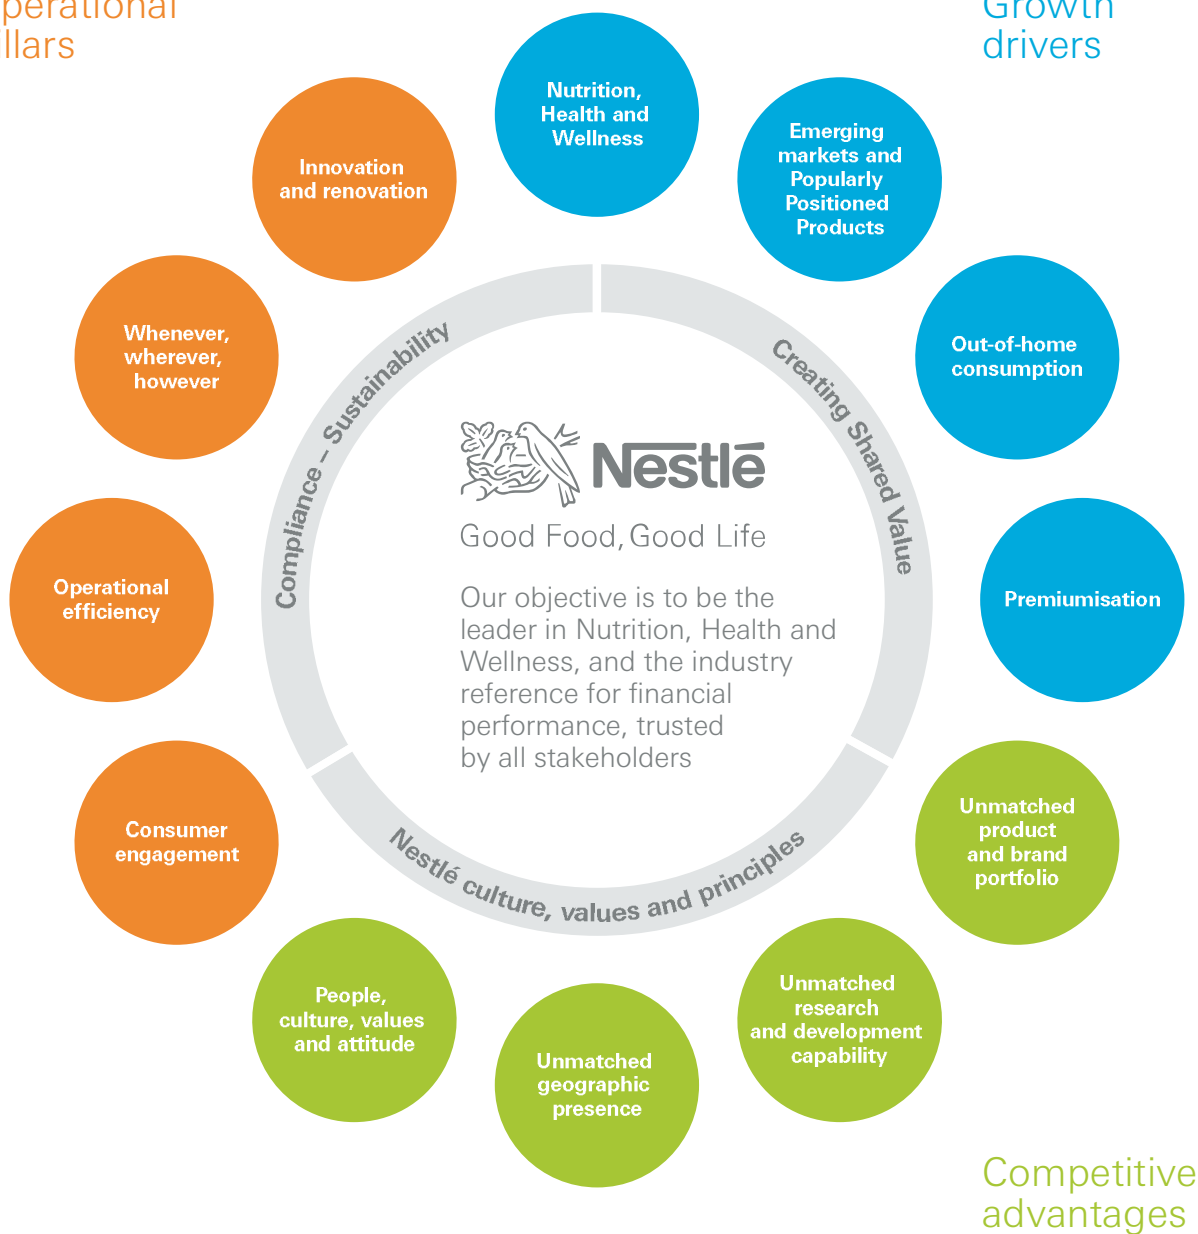 perational
illars
Growth
drivers
Nutrition,
Health and
Wellness
Emerging
markets and
Popularly
Positioned
Products
Out-of-home
consumption
Premiumisation
Unmatched
product
and brand
portfolio
Unmatched
research
and development
capability
Unmatched
geographic
presence
People,
culture, values
and attitude
Consumer
engagement
Operational
efficiency
Whenever,
wherever,
however
Innovation
and renovation
Compliance – Sustainability
Creating Shared Value
Nestlé culture, values and principles
Nestlé
Good Food, Good Life
Our objective is to be the
leader in Nutrition, Health and
Wellness, and the industry
reference for financial
performance, trusted
by all stakeholders
Competitive
advantages